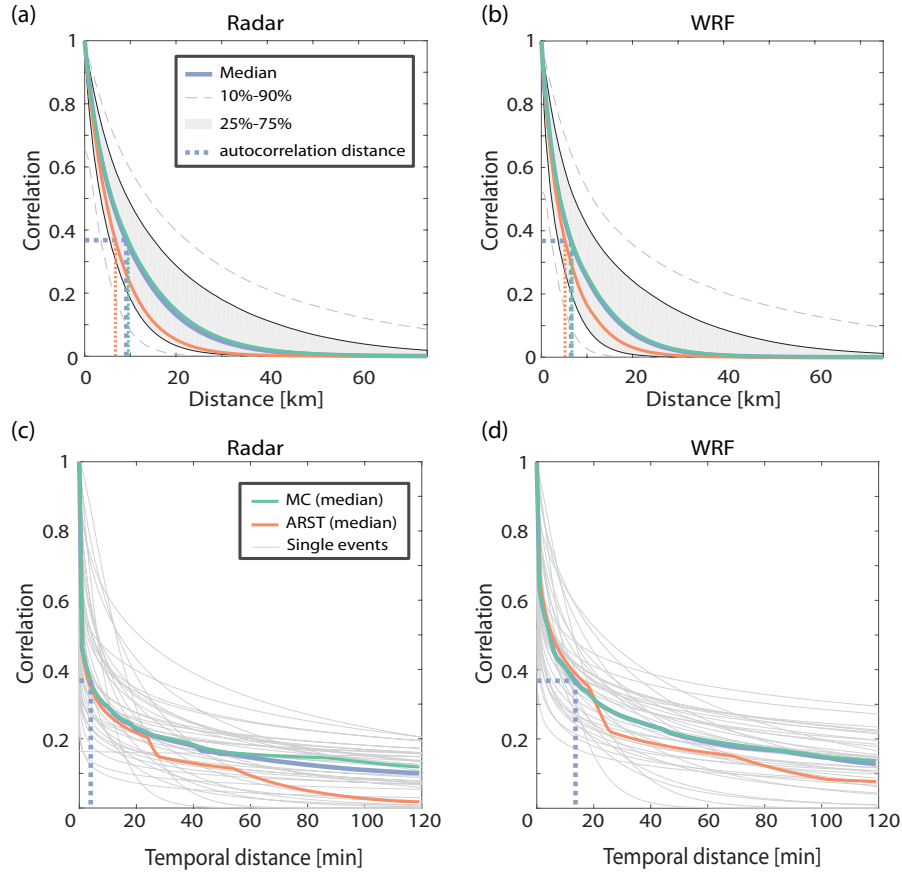 (a)
Radar
1
0.8
0.6
0.4
0.2
0
Correlation
Median
10%-90%
25%-75%
autocorrelation distance
0
20
40
60
Distance [km]
(b)
WRF
1
0.8
0.6
0.4
0.2
0
Correlation
0
20
40
60
Distance [km]
(c)
Radar
1
0.8
0.6
0.4
0.2
Correlation
MC (median)
ARST (median)
Single events
0
20
40
60
80
100
120
Temporal distance [min]
(d)
WRF
1
0.8
0.6
0.4
0.2
Correlation
0
20
40
60
80
100
120
Temporal distance [min]